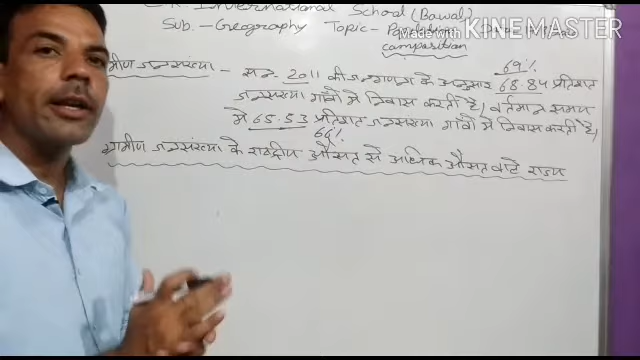 International School (Bawal)
Sub. - Geography Topic - Population
composition
Made with KINEMASTER
69%
ग्रामीण जनसंख्या - सन् 2011 की जनगणना के अनुसार 68.84 प्रतिशत
जनसंख्या गाँवों में निवास करती है। वर्तमान समय
में 65.53 प्रतिशत जनसंख्या गाँवों में निवास करती है।
66%
ग्रामीण जनसंख्या के राष्ट्रीय औसत से अधिक औसत वाले राज्य